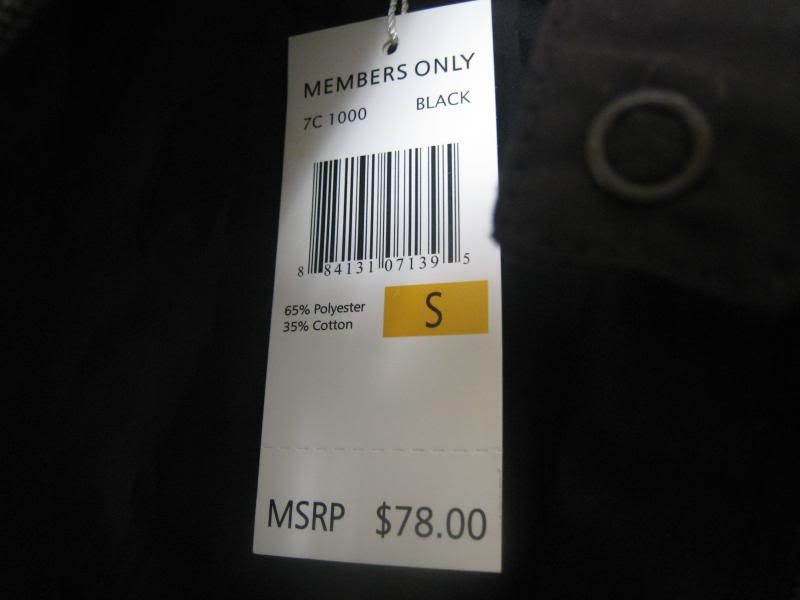 MEMBERS ONLY
7C 1000 BLACK
8 84131 07139 5
65% Polyester
35% Cotton
S
MSRP $78.00